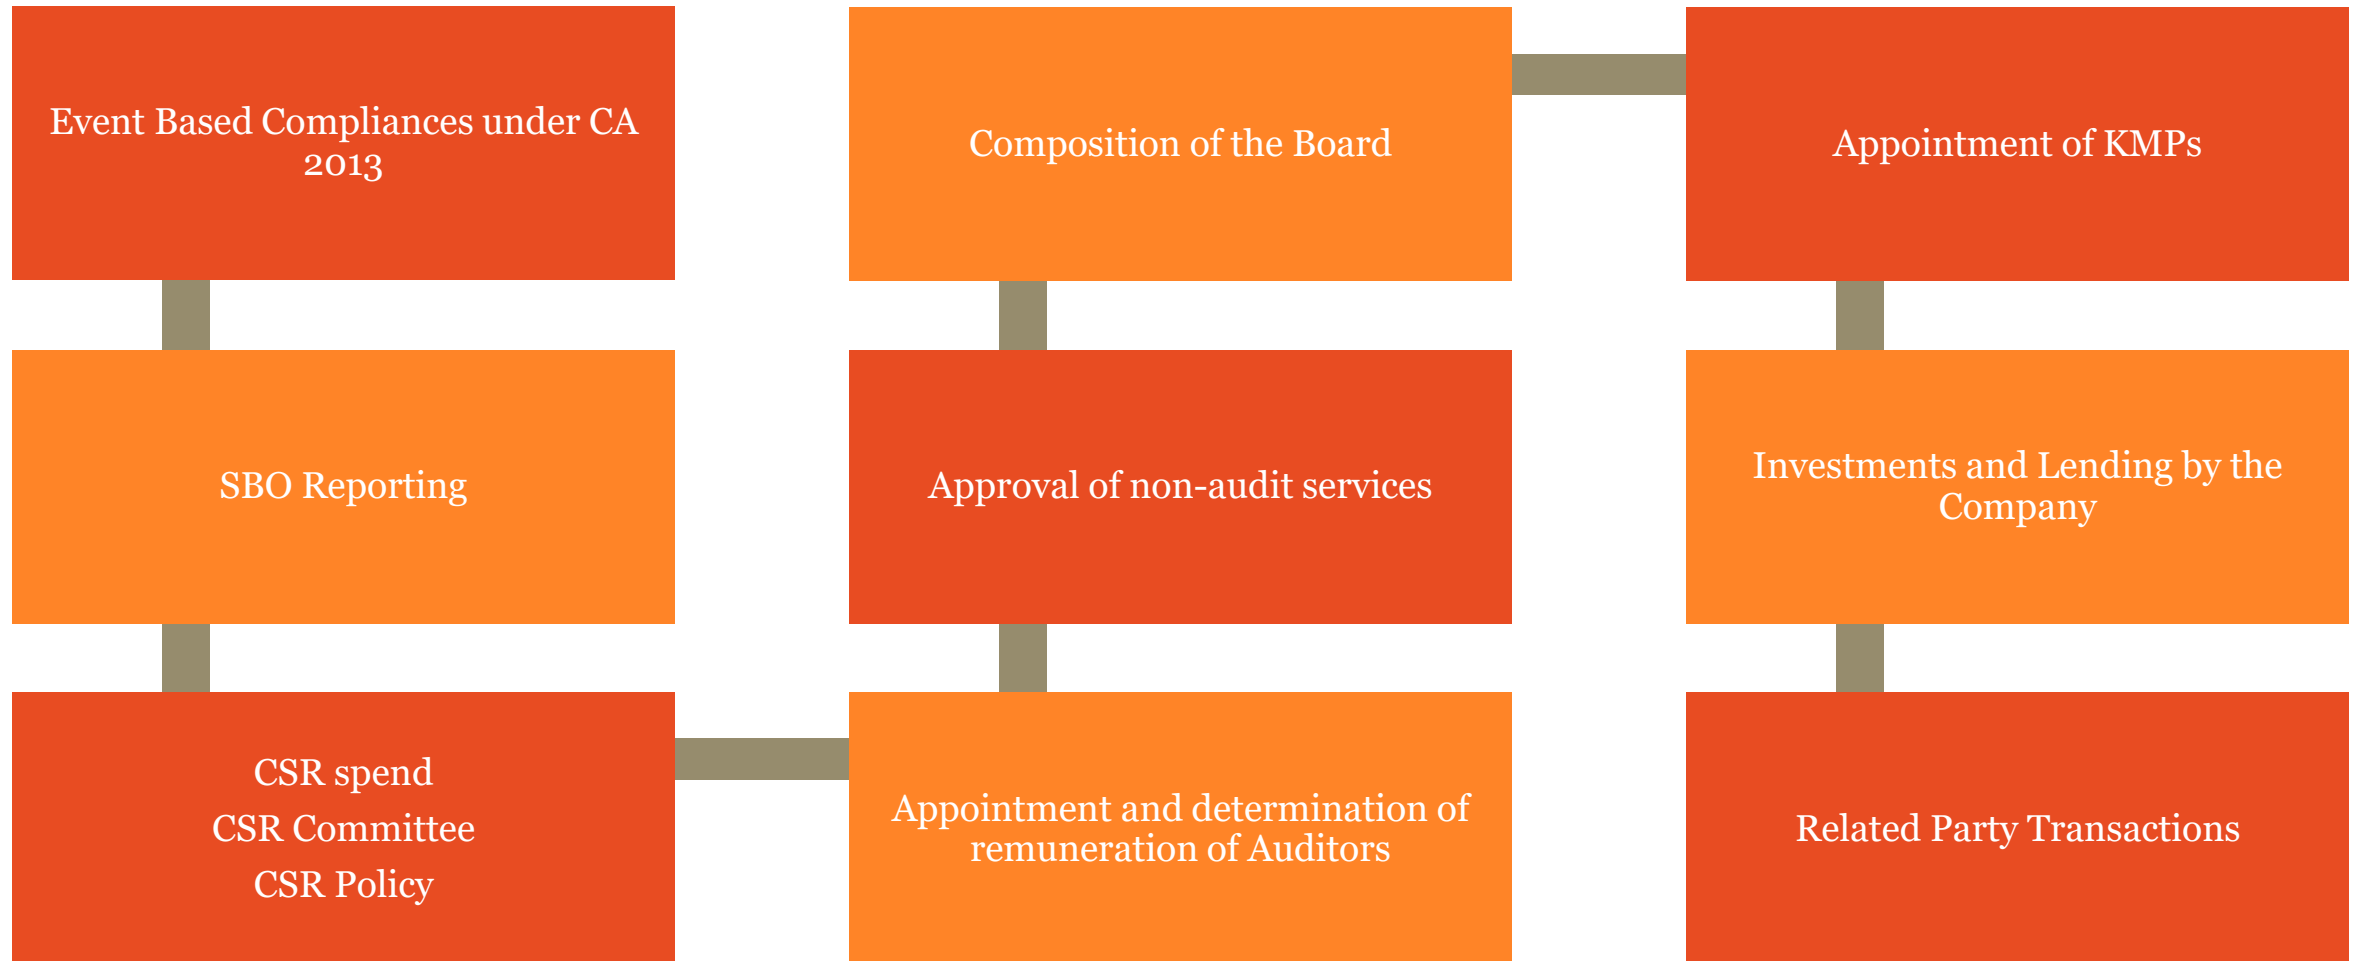 Event Based Compliances under CA
2013
SBO Reporting
CSR spend
CSR Committee
CSR Policy
Appointment and determination of
remuneration of Auditors
Approval of non-audit services
Composition of the Board
Appointment of KMPs
Investments and Lending by the
Company
Related Party Transactions